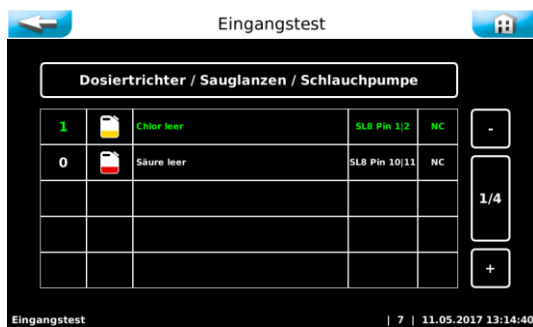 Eingangstest
Dosiertrichter / Sauglanzen / Schlauchpumpe
1 Chlor leer SL8 Pin 1|2 NC -
0 Säure leer SL8 Pin 10|11 NC
1/4
+
Eingangstest | 7 | 11.05.2017 13:14:40